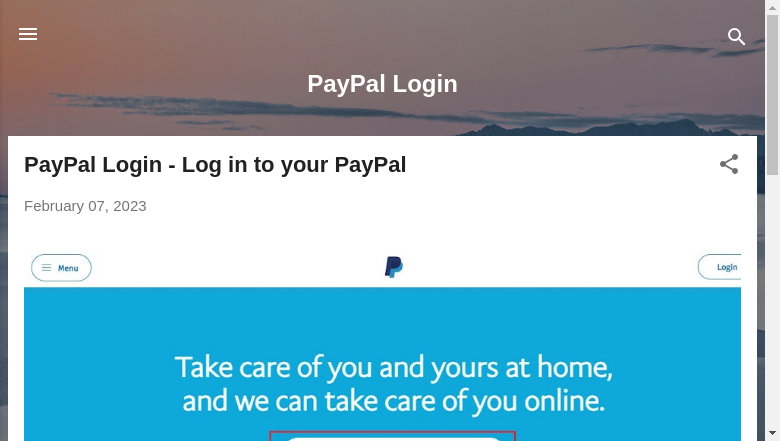 PayPal Login
PayPal Login - Log in to your PayPal
February 07, 2023
Menu
Login
Take care of you and yours at home,
and we can take care of you online.